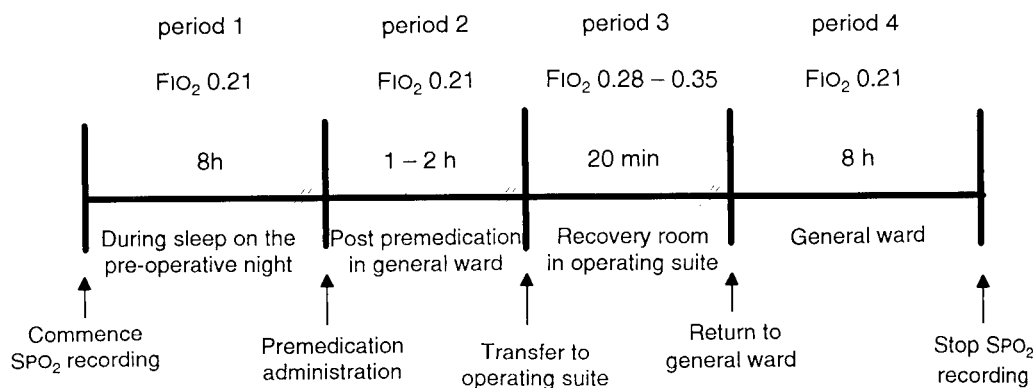 period 1 period 2 period 3 period 4
FIO₂ 0.21 FIO₂ 0.21 FIO₂ 0.28 – 0.35 FIO₂ 0.21
8h 1 – 2 h 20 min 8 h
During sleep on the
pre-operative night
Post premedication
in general ward
Recovery room
in operating suite
General ward
Commence
SPO₂ recording
Premedication
administration
Transfer to
operating suite
Return to
general ward
Stop SPO₂
recording